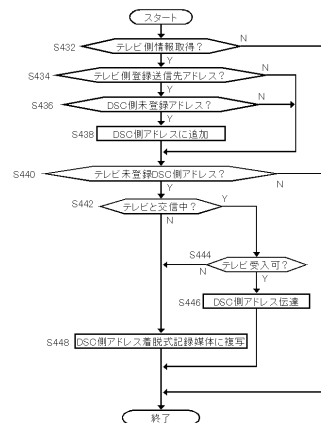 スタート
S432
テレビ側情報取得?
N
Y
S434
テレビ側登録送信先アドレス?
N
Y
S436
DSC側未登録アドレス?
N
Y
S438
DSC側アドレスに追加
S440
テレビ未登録DSC側アドレス?
Y
N
S442
テレビと交信中?
Y
N
S444
テレビ受入可?
N
Y
S446
DSC側アドレス伝達
S448
DSC側アドレス着脱式記録媒体に複写
終了